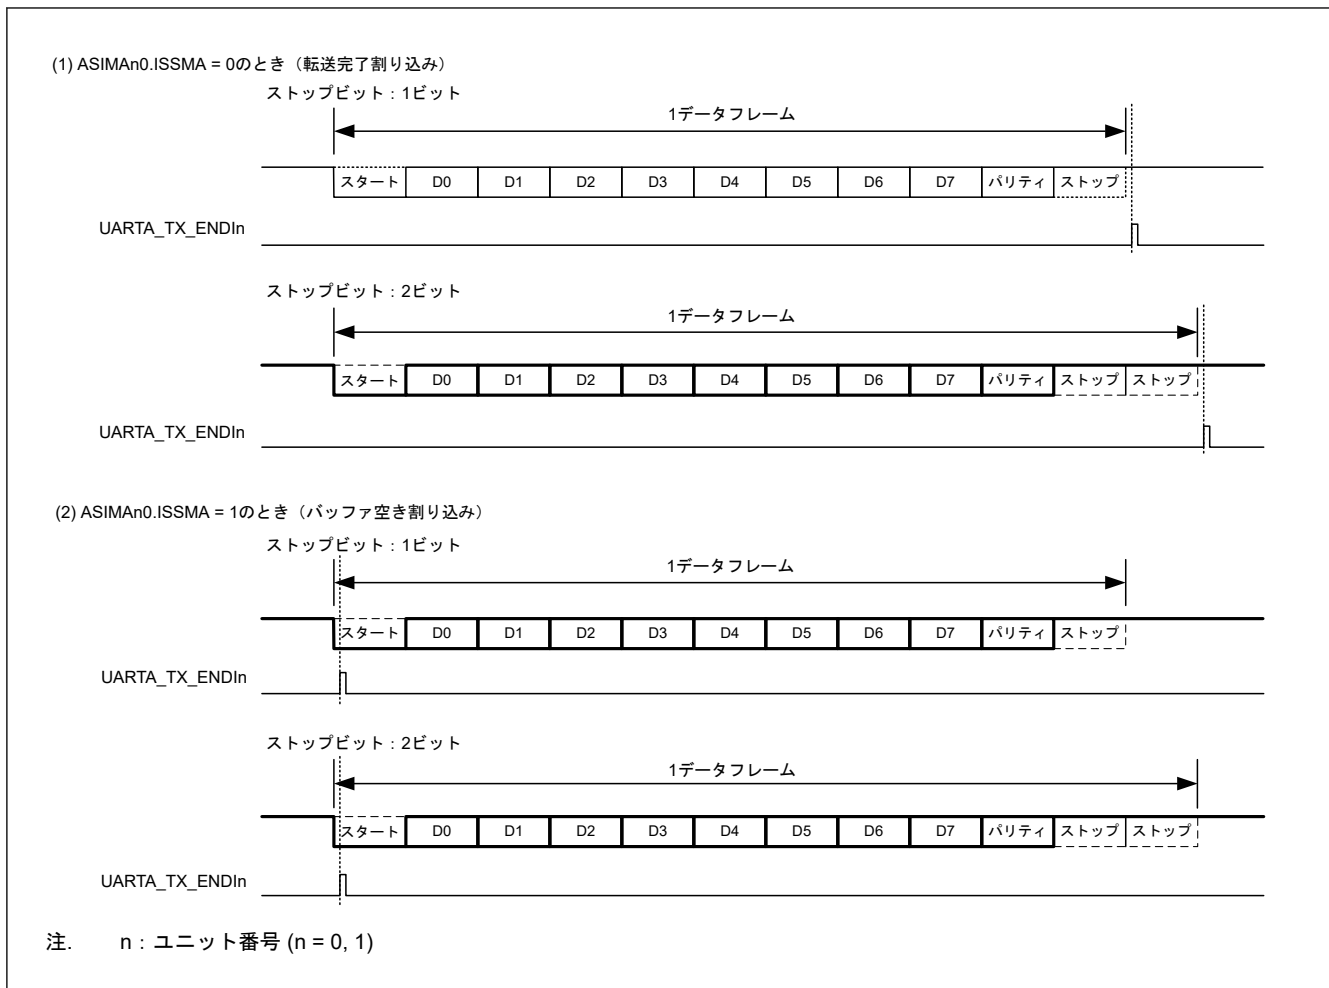 (1) ASIMAn0.ISSMA = 0のとき（転送完了割り込み）
ストップビット：1ビット
1データフレーム
スタート D0 D1 D2 D3 D4 D5 D6 D7 パリティ ストップ
UARTA_TX_ENDIn
ストップビット：2ビット
1データフレーム
スタート D0 D1 D2 D3 D4 D5 D6 D7 パリティ ストップ ストップ
UARTA_TX_ENDIn
(2) ASIMAn0.ISSMA = 1のとき（バッファ空き割り込み）
ストップビット：1ビット
1データフレーム
スタート D0 D1 D2 D3 D4 D5 D6 D7 パリティ ストップ
UARTA_TX_ENDIn
ストップビット：2ビット
1データフレーム
スタート D0 D1 D2 D3 D4 D5 D6 D7 パリティ ストップ ストップ
UARTA_TX_ENDIn
注. n：ユニット番号 (n = 0, 1)